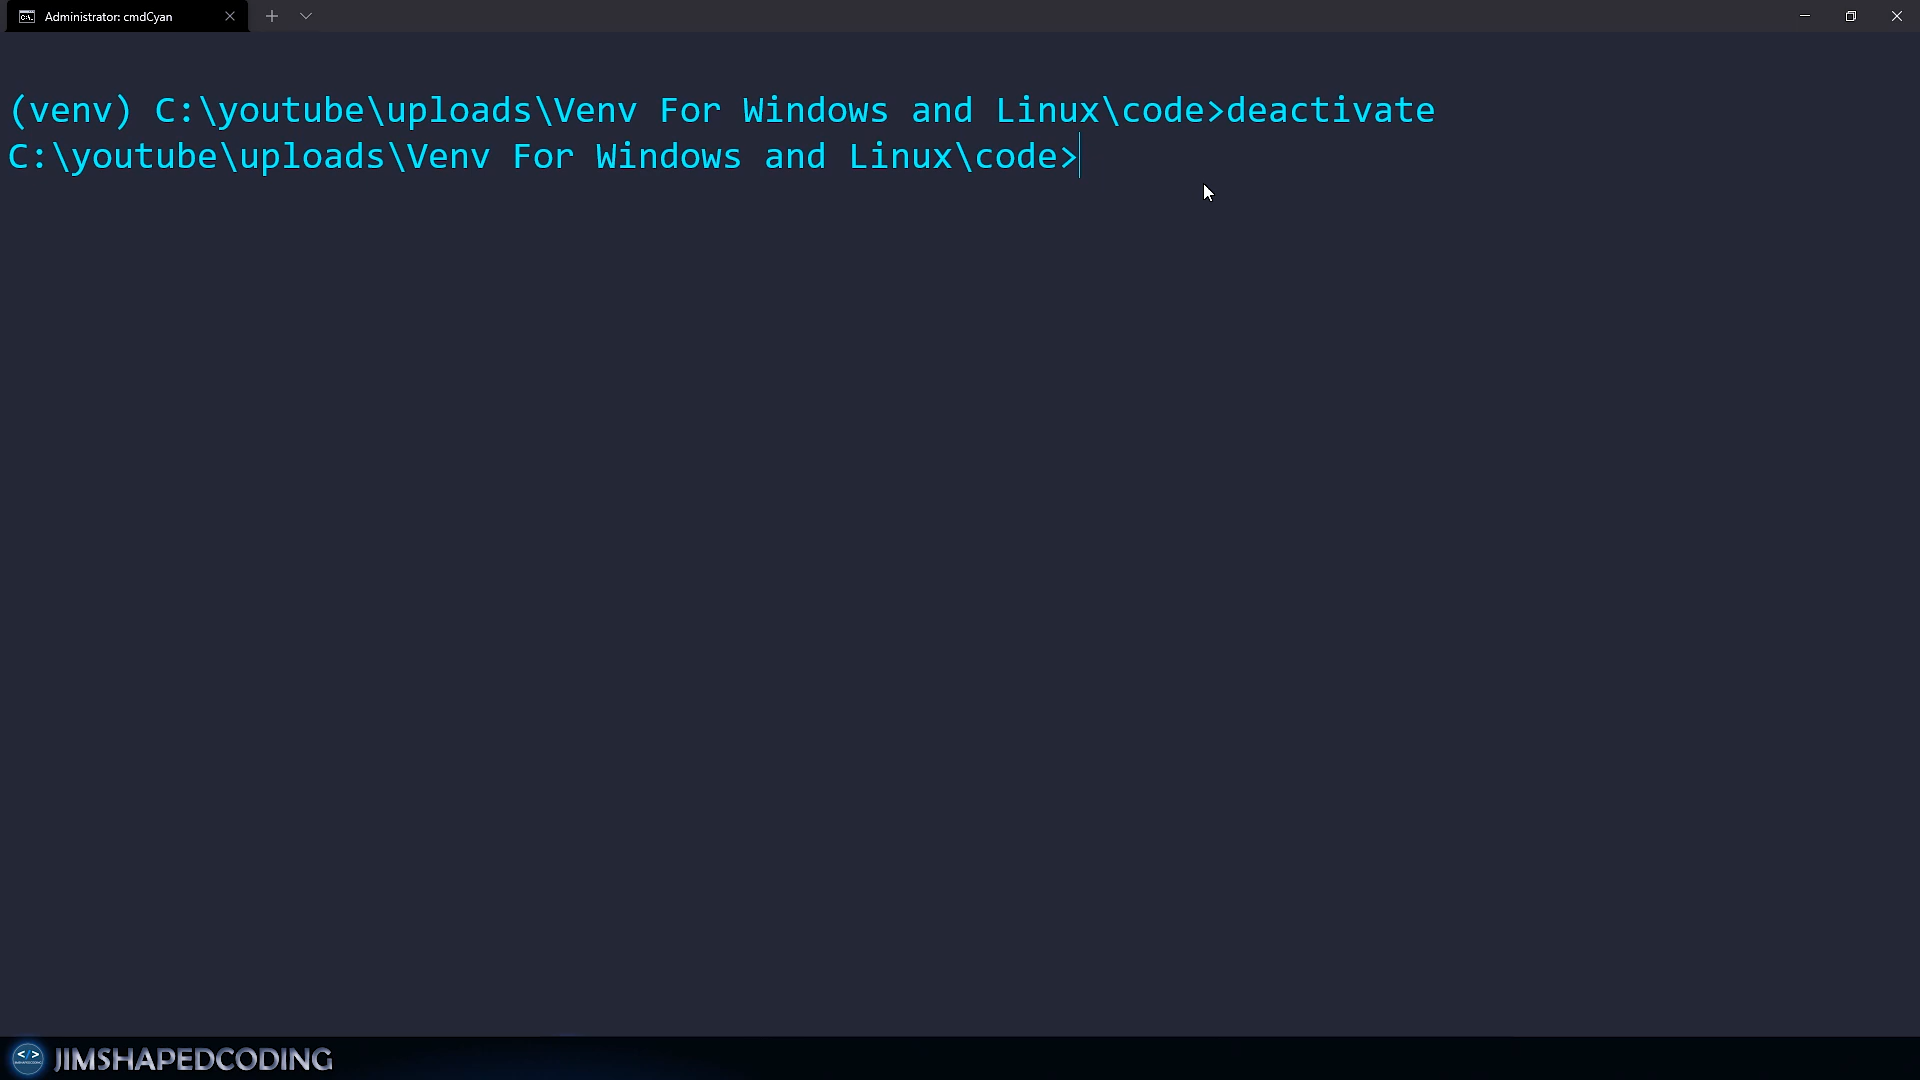 Administrator: cmdCyan
(venv) C:\youtube\uploads\Venv For Windows and Linux\code>deactivate
C:\youtube\uploads\Venv For Windows and Linux\code>
</> JIMSHAPEDCODING